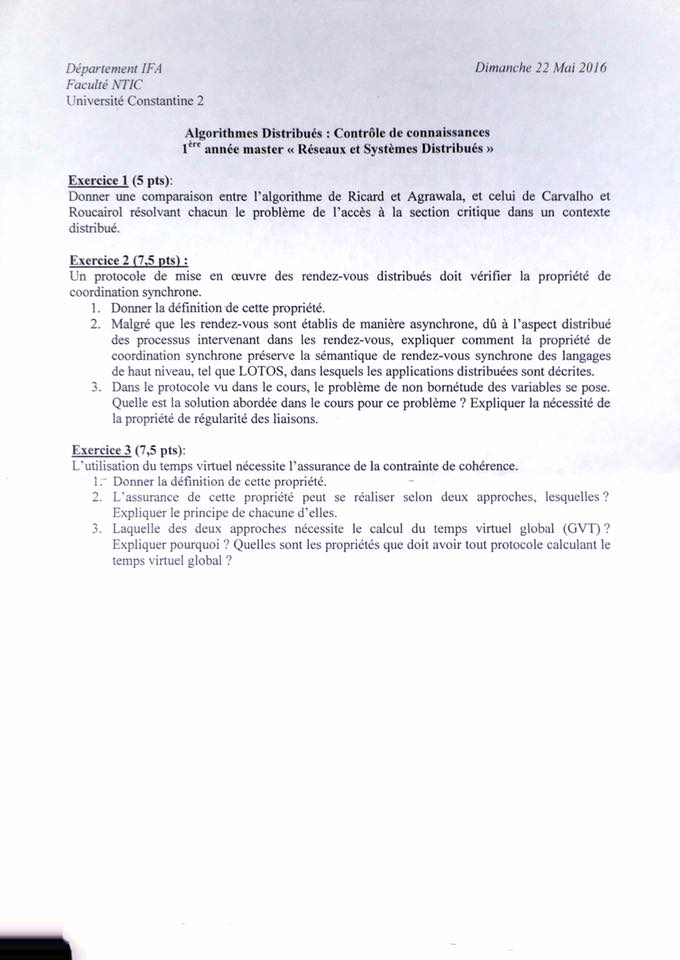 Département IFA
Dimanche 22 Mai 2016
Faculté NTIC
Université Constantine 2
Algorithmes Distribués : Contrôle de connaissances
1ère année master « Réseaux et Systèmes Distribués »
Exercice 1 (5 pts):
Donner une comparaison entre l'algorithme de Ricard et Agrawala, et celui de Carvalho et
Roucairol résolvant chacun le problème de l'accès à la section critique dans un contexte
distribué.
Exercice 2 (7,5 pts) :
Un protocole de mise en œuvre des rendez-vous distribués doit vérifier la propriété de
coordination synchrone.
1. Donner la définition de cette propriété.
2. Malgré que les rendez-vous sont établis de manière asynchrone, dû à l'aspect distribué
des processus intervenant dans les rendez-vous, expliquer comment la propriété de
coordination synchrone préserve la sémantique de rendez-vous synchrone des langages
de haut niveau, tel que LOTOS, dans lesquels les applications distribuées sont décrites.
3. Dans le protocole vu dans le cours, le problème de non bornétude des variables se pose.
Quelle est la solution abordée dans le cours pour ce problème ? Expliquer la nécessité de
la propriété de régularité des liaisons.
Exercice 3 (7,5 pts):
L'utilisation du temps virtuel nécessite l'assurance de la contrainte de cohérence.
1. Donner la définition de cette propriété.
2. L'assurance de cette propriété peut se réaliser selon deux approches, lesquelles ?
Expliquer le principe de chacune d'elles.
3. Laquelle des deux approches nécessite le calcul du temps virtuel global (GVT) ?
Expliquer pourquoi ? Quelles sont les propriétés que doit avoir tout protocole calculant le
temps virtuel global ?